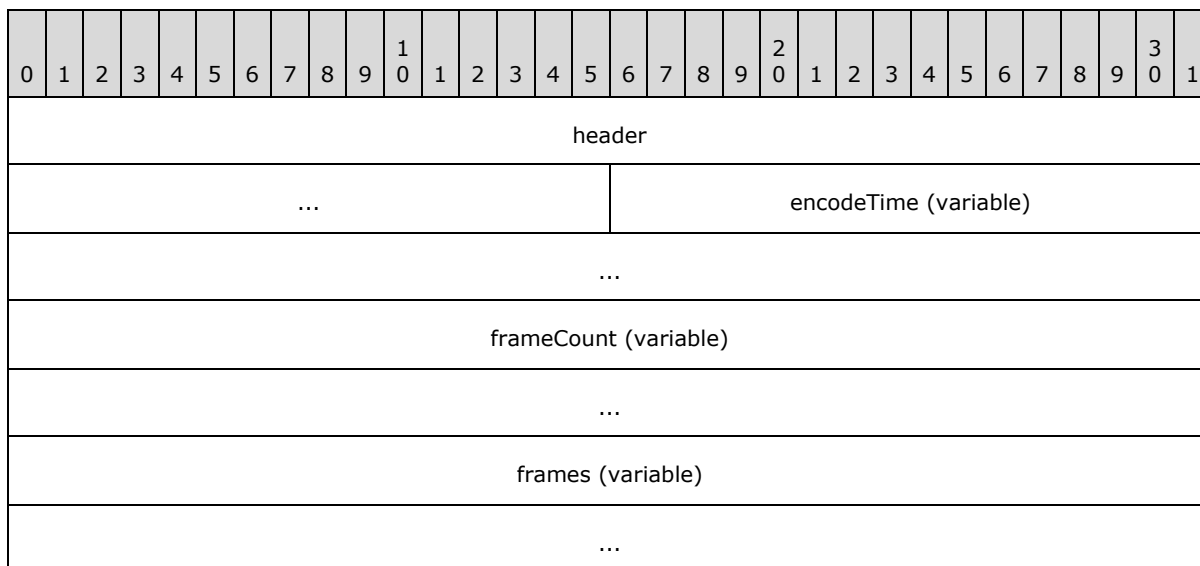 0 1 2 3 4 5 6 7 8 9 1 0 1 2 3 4 5 6 7 8 9 2 0 1 2 3 4 5 6 7 8 9 3 0 1
header
... encodeTime (variable)
...
frameCount (variable)
...
frames (variable)
...